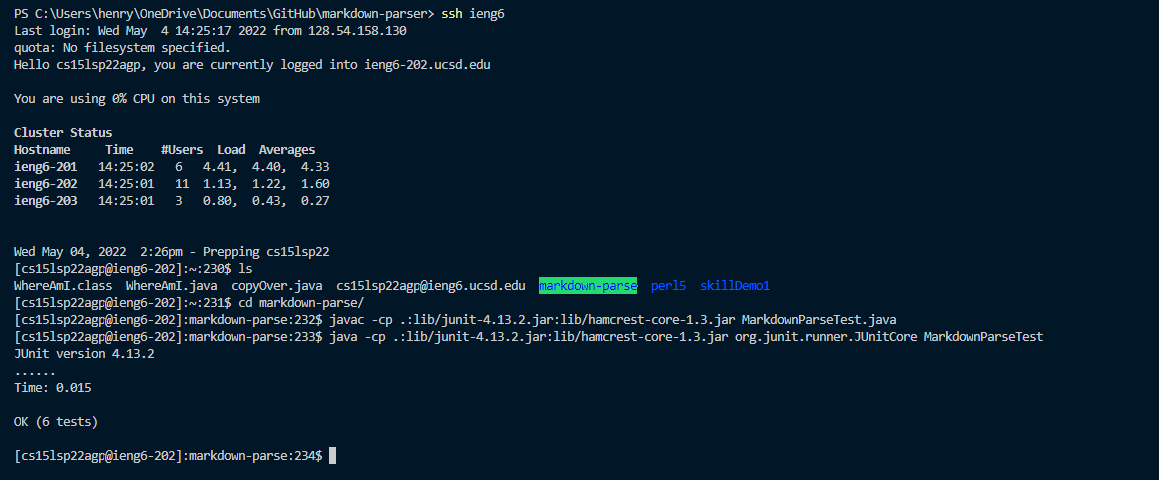 PS C:\Users\henry\OneDrive\Documents\GitHub\markdown-parser> ssh ieng6
Last login: Wed May  4 14:25:17 2022 from 128.54.158.130
quota: No filesystem specified.
Hello cs15lsp22agp, you are currently logged into ieng6-202.ucsd.edu
You are using 0% CPU on this system
Cluster Status
Hostname     Time    #Users  Load  Averages
ieng6-201   14:25:02   6   4.41,  4.40,  4.33
ieng6-202   14:25:01   11  1.13,  1.22,  1.60
ieng6-203   14:25:01   3   0.80,  0.43,  0.27
Wed May 04, 2022  2:26pm - Prepping cs15lsp22
[cs15lsp22agp@ieng6-202]:~:230$ ls
WhereAmI.class  WhereAmI.java  copyOver.java  cs15lsp22agp@ieng6.ucsd.edu  markdown-parse  perl5  skillDemo1
[cs15lsp22agp@ieng6-202]:~:231$ cd markdown-parse/
[cs15lsp22agp@ieng6-202]:markdown-parse:232$ javac -cp .:lib/junit-4.13.2.jar:lib/hamcrest-core-1.3.jar MarkdownParseTest.java
[cs15lsp22agp@ieng6-202]:markdown-parse:233$ java -cp .:lib/junit-4.13.2.jar:lib/hamcrest-core-1.3.jar org.junit.runner.JUnitCore MarkdownParseTest
JUnit version 4.13.2
......
Time: 0.015
OK (6 tests)
[cs15lsp22agp@ieng6-202]:markdown-parse:234$